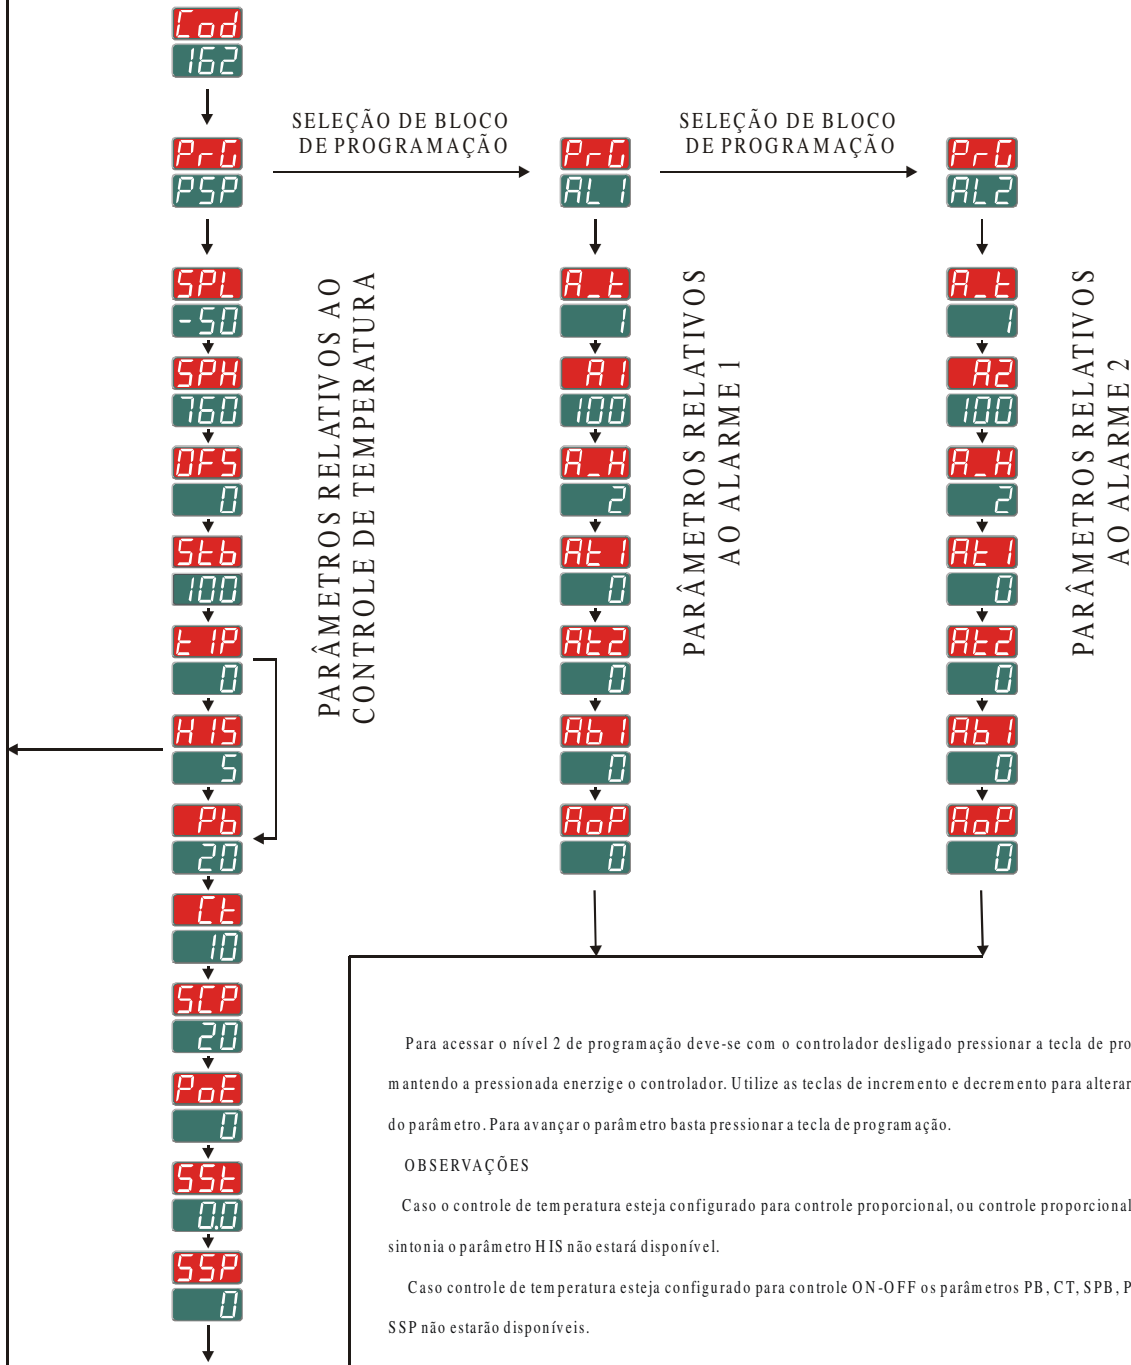 Cod
162
SELEÇÃO DE BLOCO
DE PROGRAMAÇÃO
SELEÇÃO DE BLOCO
DE PROGRAMAÇÃO
PrG
PSP
PrG
AL1
PrG
AL2
SPL
-50
SPH
760
OFS
0
Stb
100
tIP
0
HIS
5
Pb
20
Ct
10
SCP
20
PoE
0
SSt
0.0
SSP
0
PARÂMETROS RELATIVOS AO
CONTROLE DE TEMPERATURA
A_t
1
A1
100
A_H
2
At1
0
At2
0
Ab1
0
AoP
0
PARÂMETROS RELATIVOS
AO ALARME 1
A_t
1
A2
100
A_H
2
At1
0
At2
0
Ab1
0
AoP
0
PARÂMETROS RELATIVOS
AO ALARME 2
Para acessar o nível 2 de programação deve-se com o controlador desligado pressionar a tecla de pro
mantendo a pressionada enerzige o controlador. Utilize as teclas de incremento e decremento para alterar
do parâmetro. Para avançar o parâmetro basta pressionar a tecla de programação.
OBSERVAÇÕES
Caso o controle de temperatura esteja configurado para controle proporcional, ou controle proporcional
sintonia o parâmetro HIS não estará disponível.
Caso controle de temperatura esteja configurado para controle ON-OFF os parâmetros PB, CT, SPB, P
SSP não estarão disponíveis.